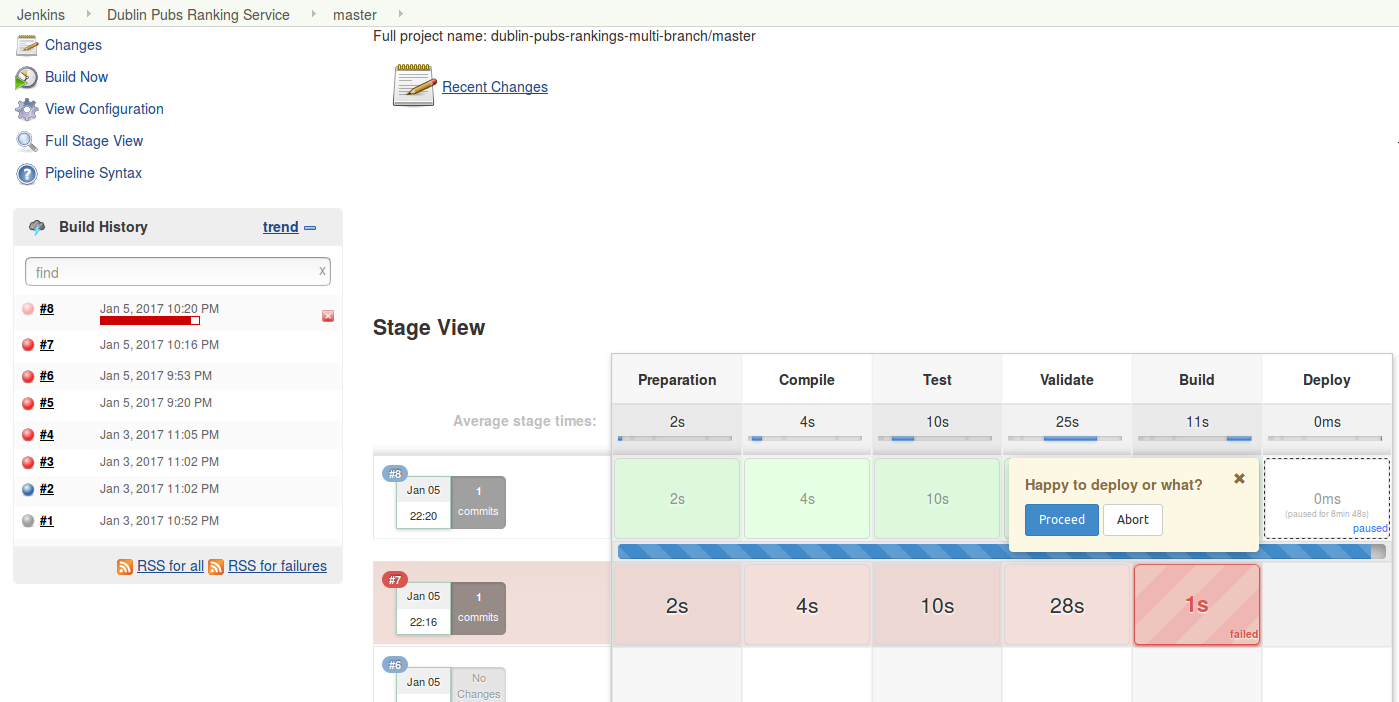 Jenkins Dublin Pubs Ranking Service master
Changes
Build Now
View Configuration
Full Stage View
Pipeline Syntax
Build History trend
find x
#8 Jan 5, 2017 10:20 PM
#7 Jan 5, 2017 10:16 PM
#6 Jan 5, 2017 9:53 PM
#5 Jan 5, 2017 9:20 PM
#4 Jan 3, 2017 11:05 PM
#3 Jan 3, 2017 11:02 PM
#2 Jan 3, 2017 11:02 PM
#1 Jan 3, 2017 10:52 PM
RSS for all RSS for failures
Full project name: dublin-pubs-rankings-multi-branch/master
Recent Changes
Stage View
Preparation Compile Test Validate Build Deploy
Average stage times: 2s 4s 10s 25s 11s 0ms
#8
Jan 05 1
22:20 commits
2s 4s 10s
Happy to deploy or what?
Proceed Abort
0ms
(paused for 8min 48s)
paused
#7
Jan 05 1
22:16 commits
2s 4s 10s 28s 1s
failed
#6
Jan 05 No
Changes